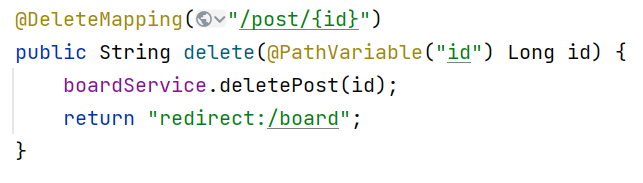 @DeleteMapping("/post/{id}")
public String delete(@PathVariable("id") Long id) {
    boardService.deletePost(id);
    return "redirect:/board";
}